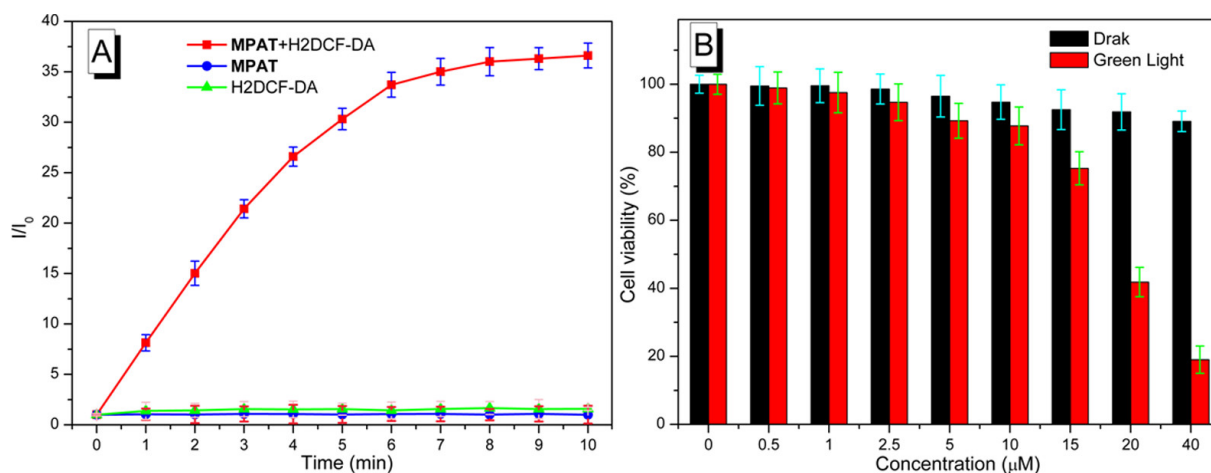 A
MPAT+H2DCF-DA
MPAT
H2DCF-DA
40
35
30
25
20
15
10
5
0
I/I0
0 1 2 3 4 5 6 7 8 9 10
Time (min)
B
Drak
Green Light
100
80
60
40
20
0
Cell viability (%)
0 0.5 1 2.5 5 10 15 20 40
Concentration (μM)